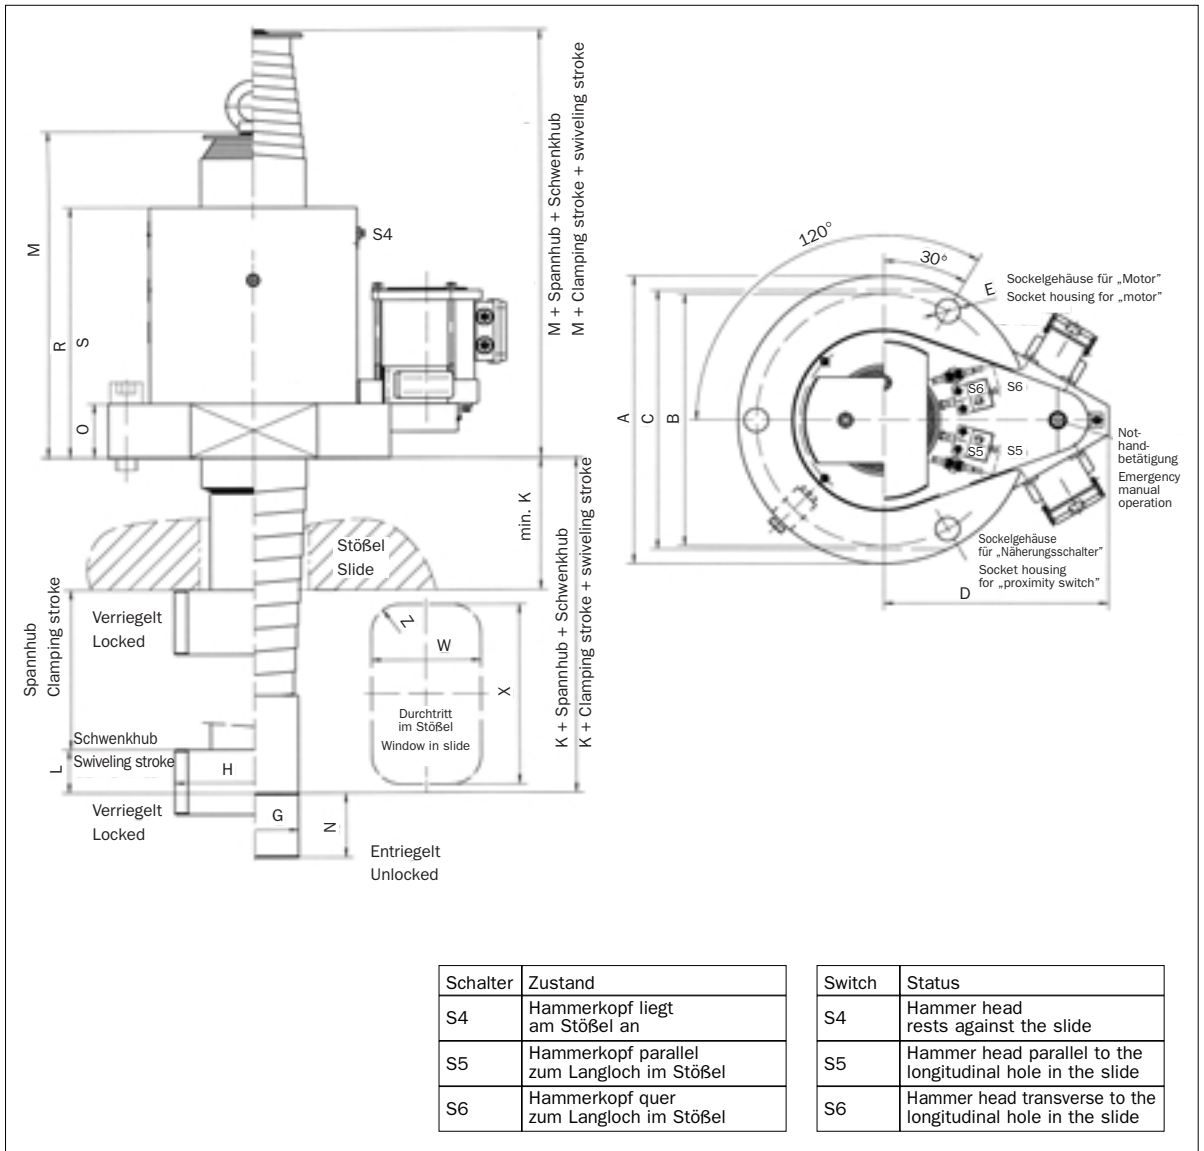 M + Spannhub + Schwenkhub
M + Clamping stroke + swiveling stroke
M
R
S
O
S4
Stößel
Slide
min. K
K + Spannhub + Schwenkhub
K + Clamping stroke + swiveling stroke
Spannhub
Clamping stroke
Verriegelt
Locked
Schwenkhub
Swiveling stroke
L
H
Verriegelt
Locked
G
N
Entriegelt
Unlocked
Z
W
X
Durchtritt
im Stößel
Window in slide
120°
30°
E
Sockelgehäuse für „Motor”
Socket housing for „motor”
A
C
B
S6
S6
S5
S5
Not-
hand-
betätigung
Emergency
manual
operation
Sockelgehäuse
für „Näherungsschalter”
Socket housing
for „proximity switch”
D
Schalter Zustand
S4 Hammerkopf liegt
am Stößel an
S5 Hammerkopf parallel
zum Langloch im Stößel
S6 Hammerkopf quer
zum Langloch im Stößel
Switch Status
S4 Hammer head
rests against the slide
S5 Hammer head parallel to the
longitudinal hole in the slide
S6 Hammer head transverse to the
longitudinal hole in the slide